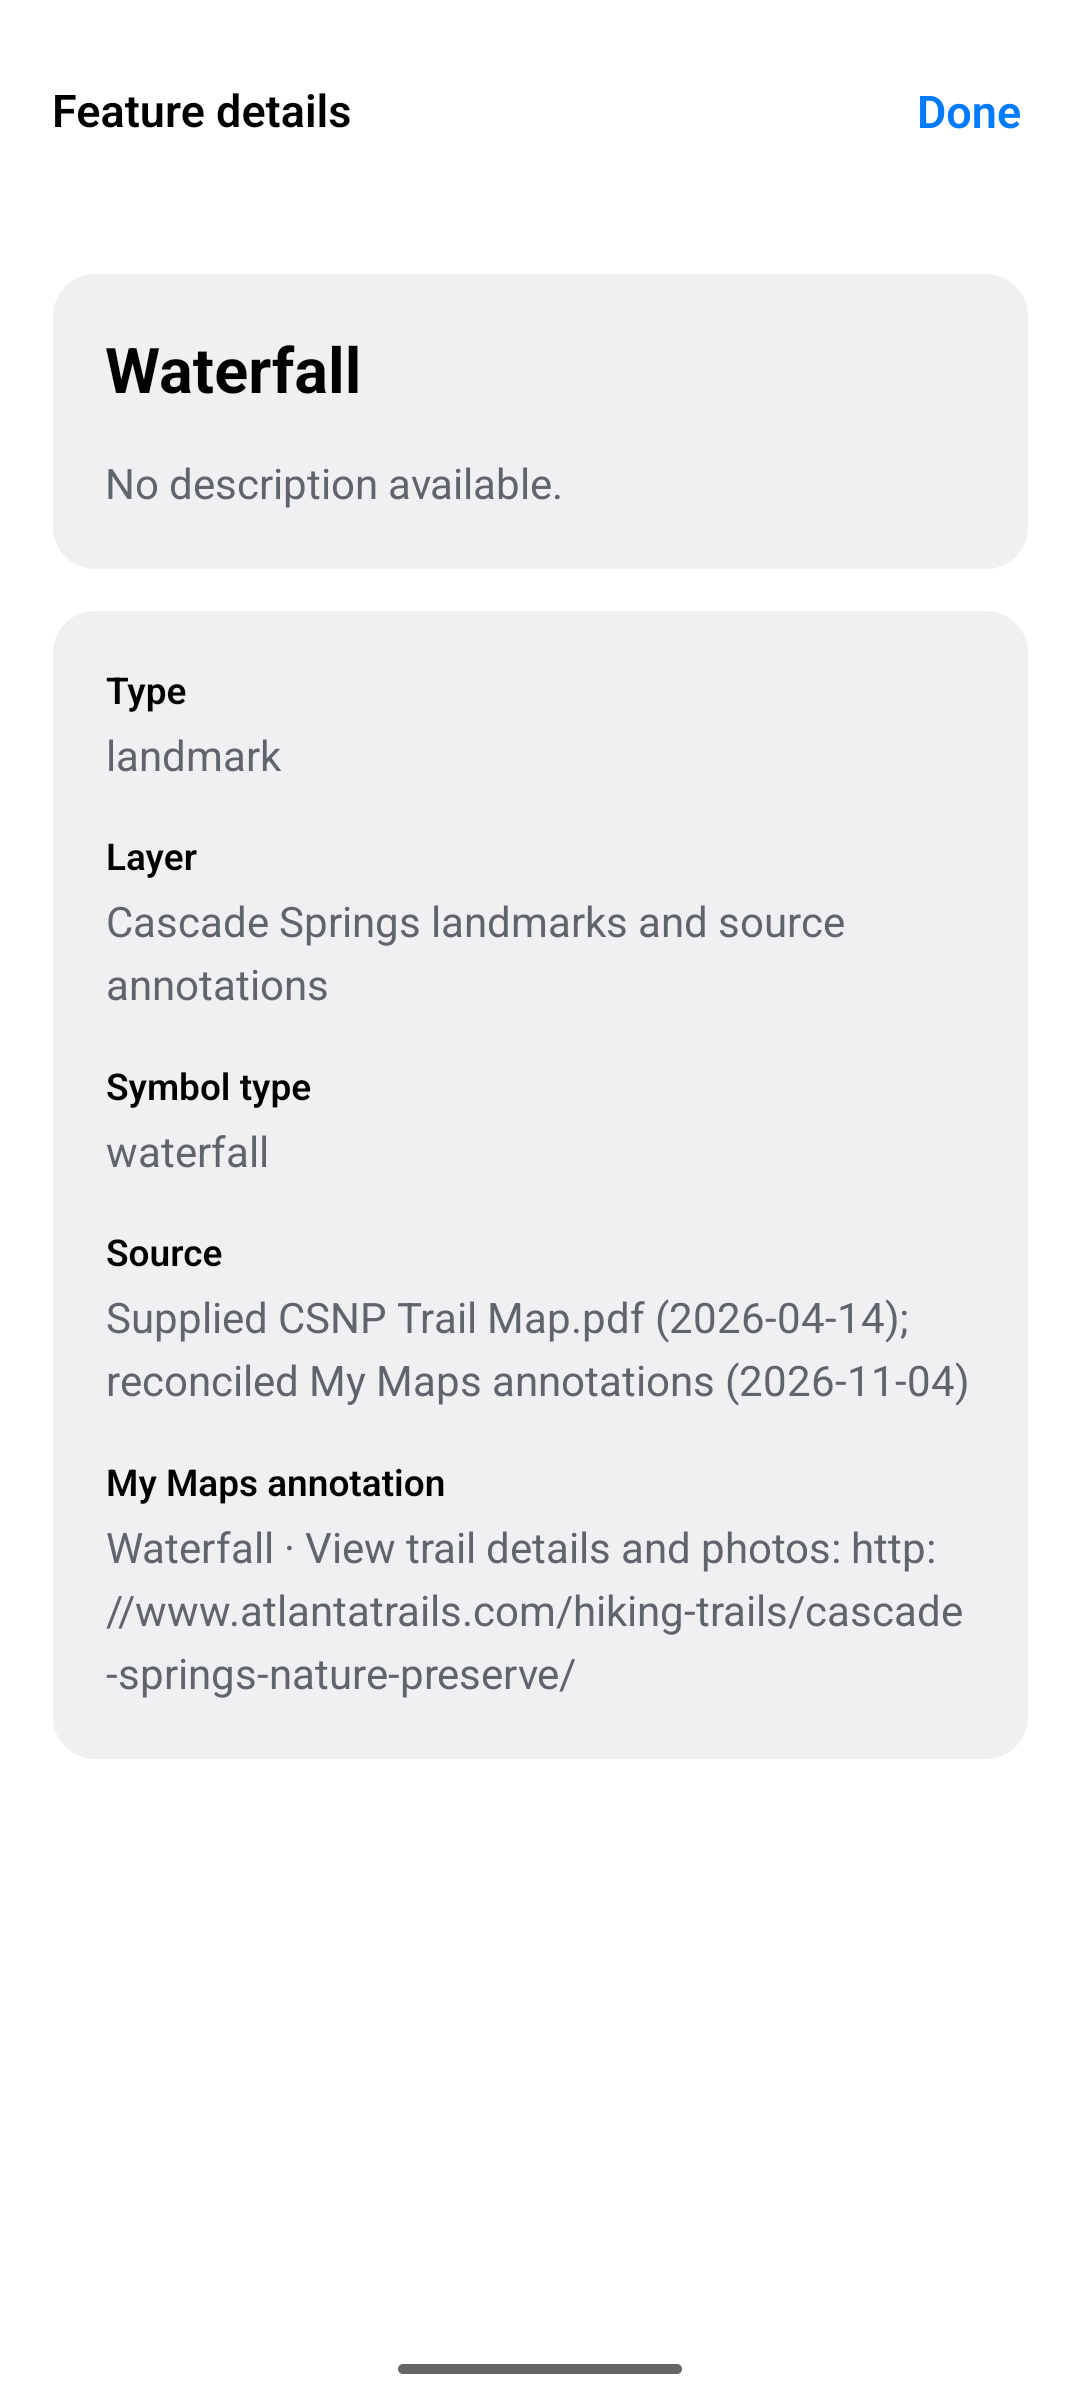 Feature details
Done
Waterfall
No description available.
Type
landmark
Layer
Cascade Springs landmarks and source
annotations
Symbol type
waterfall
Source
Supplied CSNP Trail Map.pdf (2026-04-14);
reconciled My Maps annotations (2026-11-04)
My Maps annotation
Waterfall · View trail details and photos: http:
//www.atlantatrails.com/hiking-trails/cascade
-springs-nature-preserve/